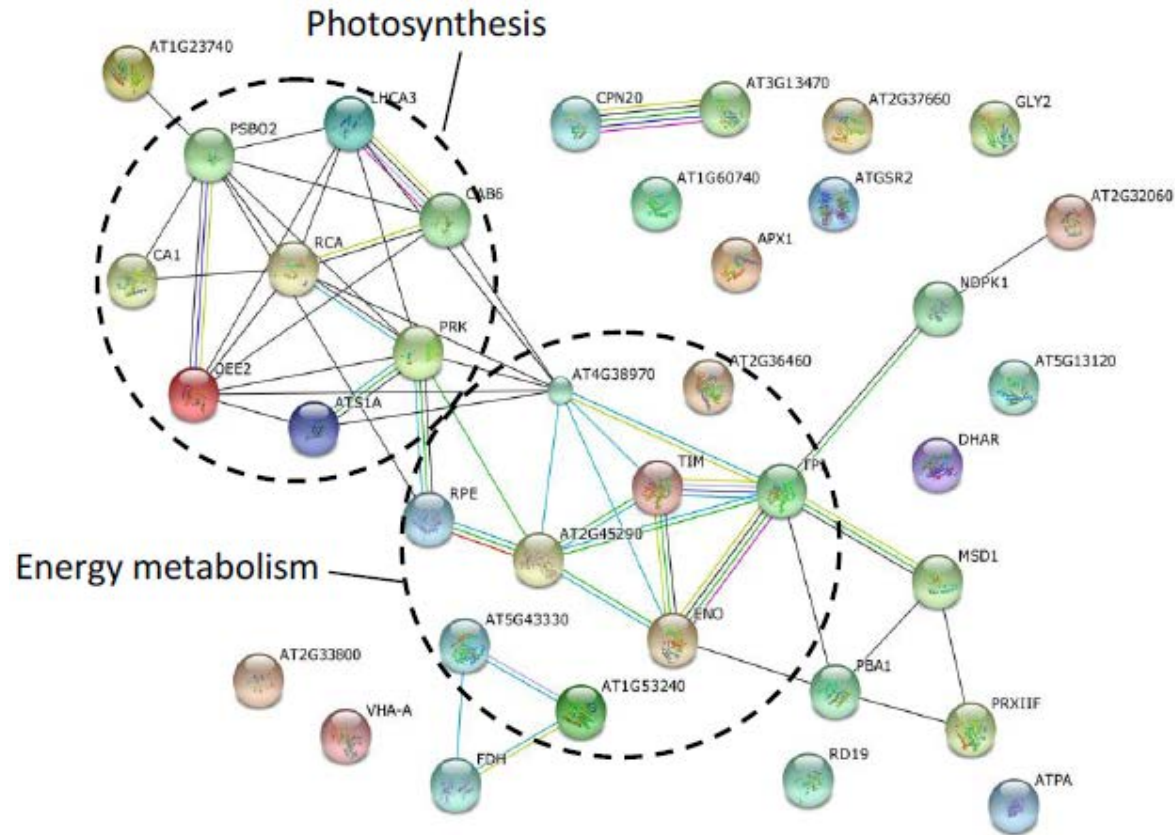 Photosynthesis
AT1G23740
LHCA3
PSBO2
CPN20
AT3G13470
AT2G37660
GLY2
CAB6
AT1G60740
ATGSR2
AT2G32060
CA1
RCA
APX1
NDPK1
PRK
OEE2
ATS1A
AT4G38970
AT2G36460
AT5G13120
DHAR
TIM
TPI
RPE
AT2G45290
MSD1
Energy metabolism
ENO
AT5G43330
AT2G33800
AT1G53240
PBA1
VHA-A
PRXIIF
FDH
RD19
ATPA